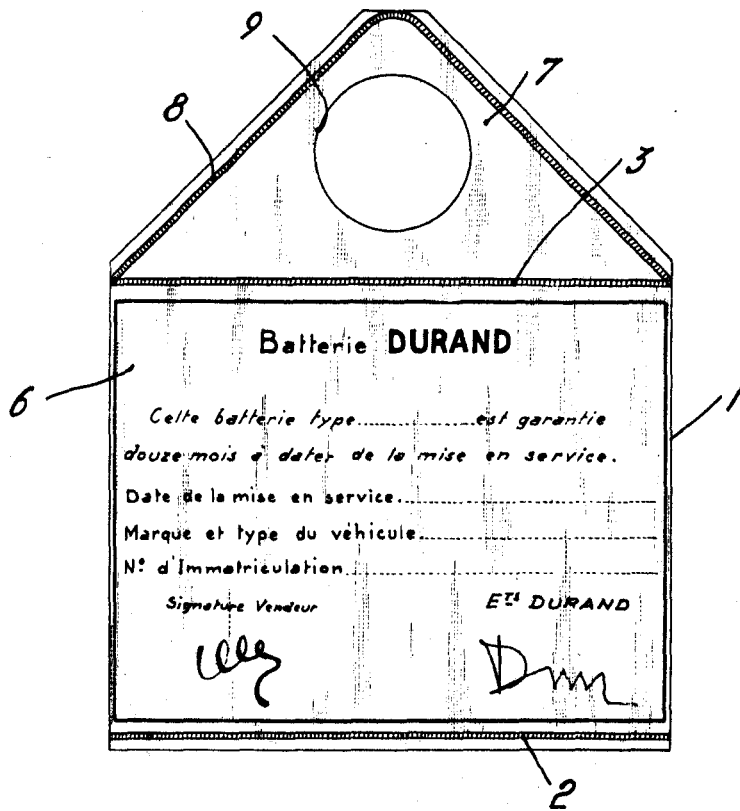 9
7
8
3
Batterie DURAND
6
1
Cette batterie type..............est garantie
douze mois à dater de la mise en service.
Date de la mise en service..............
Marque et type du véhicule..............
N° d'Immatriculation..............
Signature Vendeur ETS DURAND
2